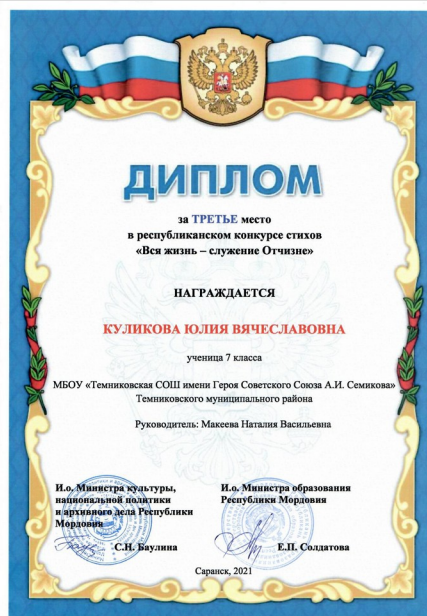 ДИПЛОМ
за ТРЕТЬЕ место
в республиканском конкурсе стихов
«Вся жизнь – служение Отчизне»
НАГРАЖДАЕТСЯ
КУЛИКОВА ЮЛИЯ ВЯЧЕСЛАВОВНА
ученица 7 класса
МБОУ «Темниковская СОШ имени Героя Советского Союза А.И. Семикова»
Темниковского муниципального района
Руководитель: Макеева Наталия Васильевна
И.о. Министра культуры,
национальной политики
и архивного дела Республики
Мордовия
С.Н. Баулина
И.о. Министра образования
Республики Мордовия
Е.П. Солдатова
Саранск, 2021